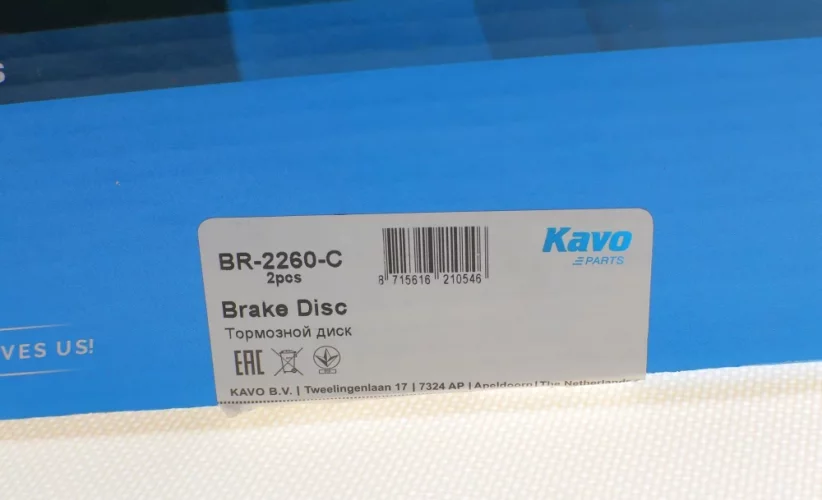 s
BR-2260-C
2pcs
8 715616 210546
Kavo
PARTS
Brake Disc
Тормозной диск
VES US!
EAC
KAVO B.V. | Tweelingenlaan 17 | 7324 AP | Apeldoorn | The Netherlands